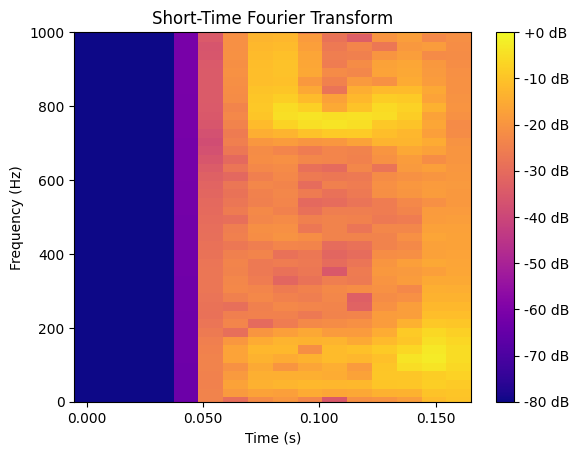 Short-Time Fourier Transform
1000
800
600
400
200
0
Frequency (Hz)
0.000
0.050
0.100
0.150
Time (s)
+0 dB
-10 dB
-20 dB
-30 dB
-40 dB
-50 dB
-60 dB
-70 dB
-80 dB